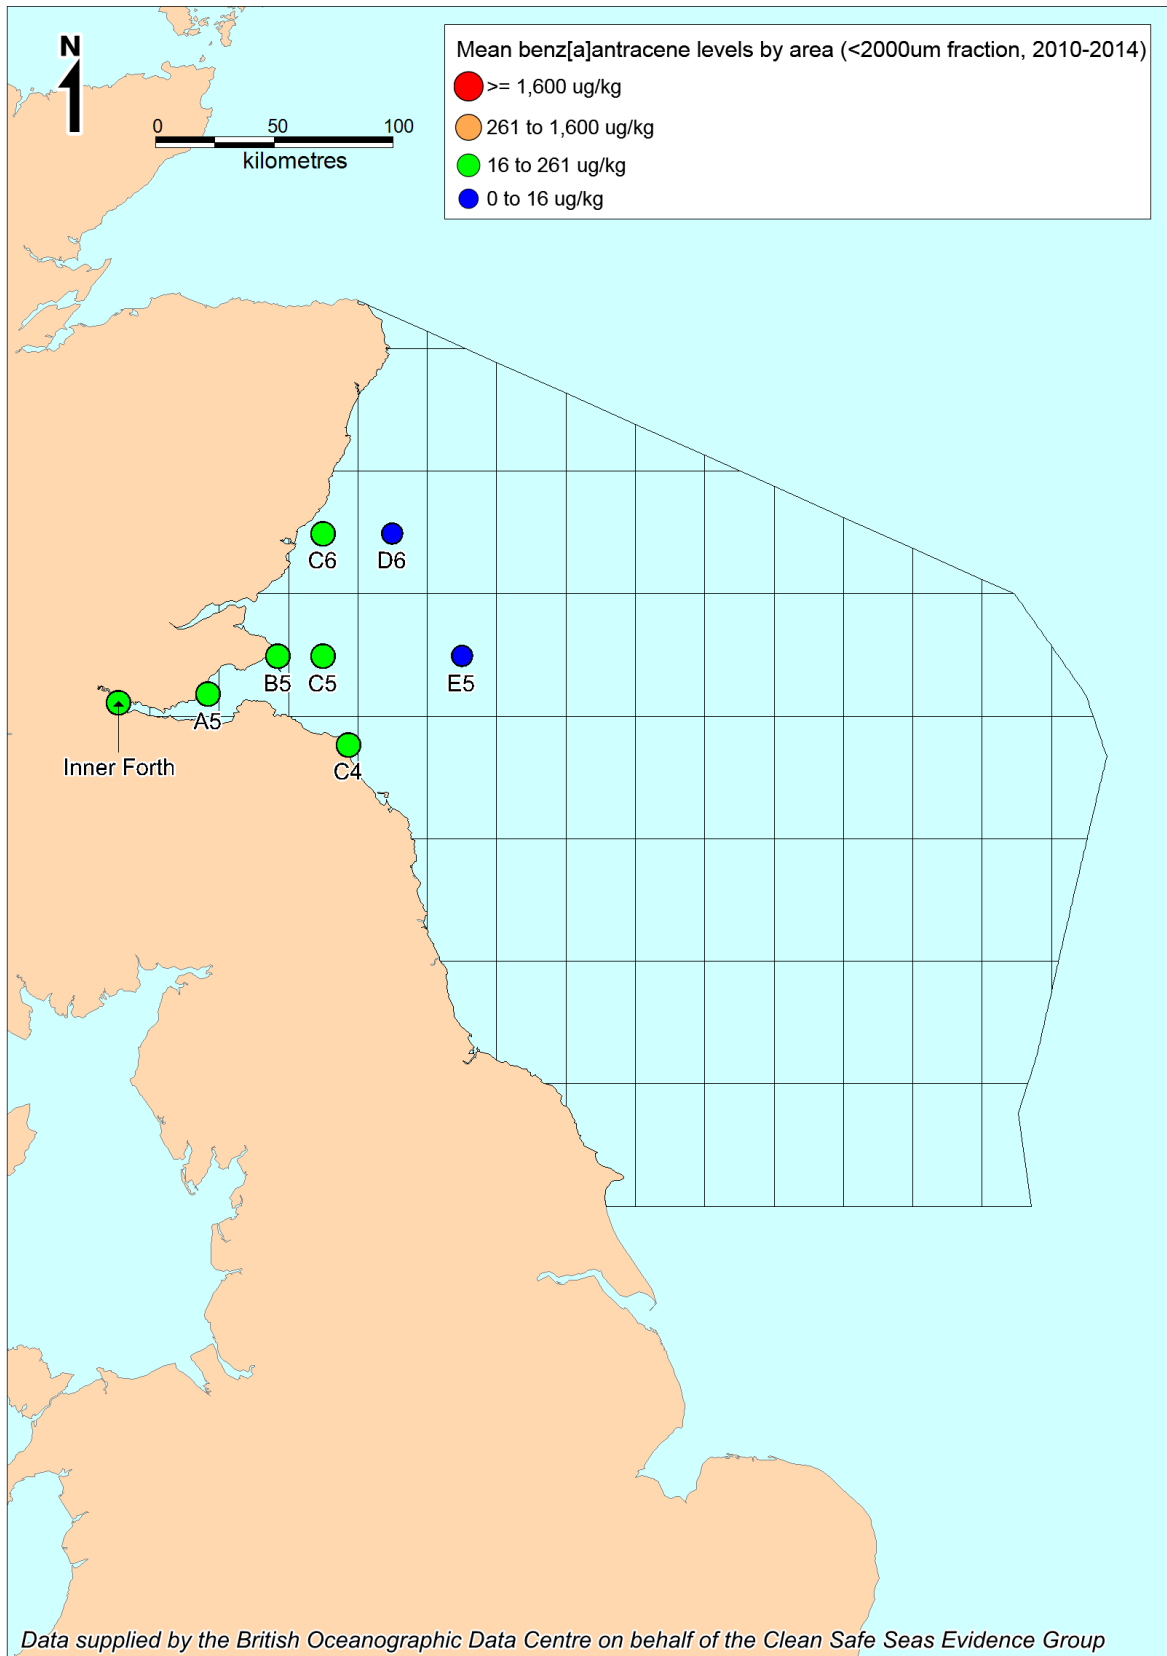 Mean benz[a]antracene levels by area (<2000um fraction, 2010-2014)
>= 1,600 ug/kg
261 to 1,600 ug/kg
16 to 261 ug/kg
0 to 16 ug/kg
N
0 50 100
kilometres
C6 D6
B5 C5 E5
A5
Inner Forth
C4
Data supplied by the British Oceanographic Data Centre on behalf of the Clean Safe Seas Evidence Group